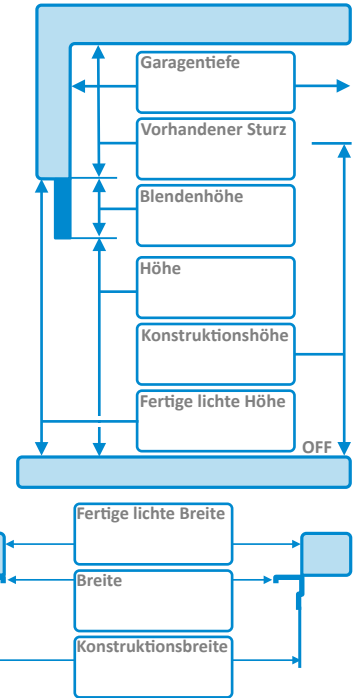 Garagentiefe
Vorhandener Sturz
Blendenhöhe
Höhe
Konstruktionshöhe
Fertige lichte Höhe
OFF
Fertige lichte Breite
Breite
Konstruktionsbreite